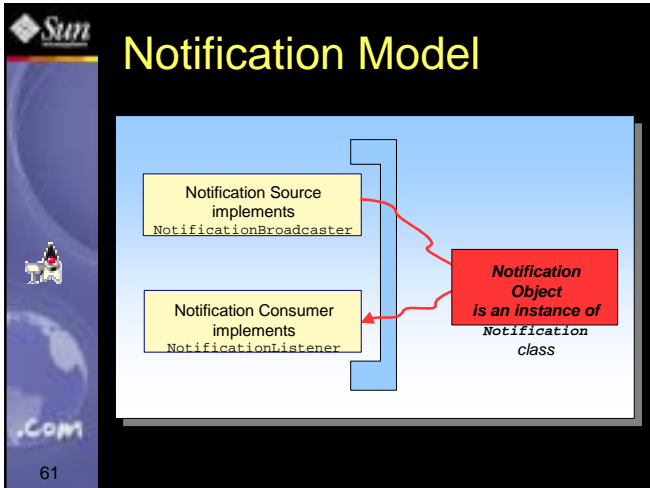 Sun
microsystems
Notification Model
Notification Source
implements
NotificationBroadcaster
Notification Consumer
implements
NotificationListener
Notification
Object
is an instance of
Notification
class
.com
61